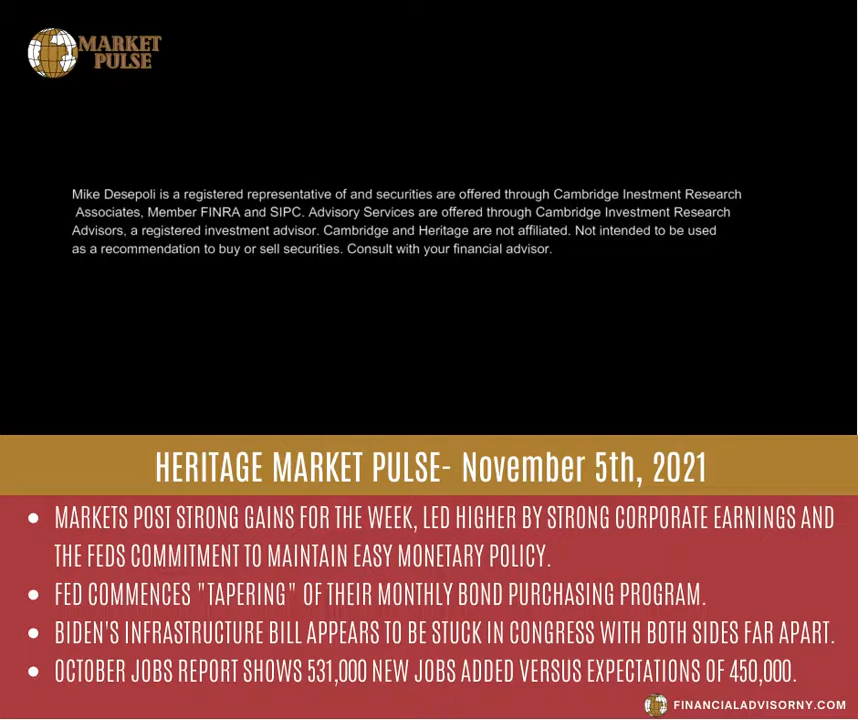 MARKET
PULSE
Mike Desepoli is a registered representative of and securities are offered through Cambridge Inestment Research
Associates, Member FINRA and SIPC. Advisory Services are offered through Cambridge Investment Research
Advisors, a registered investment advisor. Cambridge and Heritage are not affiliated. Not intended to be used
as a recommendation to buy or sell securities. Consult with your financial advisor.
HERITAGE MARKET PULSE- November 5th, 2021
• MARKETS POST STRONG GAINS FOR THE WEEK, LED HIGHER BY STRONG CORPORATE EARNINGS AND
THE FEDS COMMITMENT TO MAINTAIN EASY MONETARY POLICY.
• FED COMMENCES "TAPERING" OF THEIR MONTHLY BOND PURCHASING PROGRAM.
• BIDEN'S INFRASTRUCTURE BILL APPEARS TO BE STUCK IN CONGRESS WITH BOTH SIDES FAR APART.
• OCTOBER JOBS REPORT SHOWS 531,000 NEW JOBS ADDED VERSUS EXPECTATIONS OF 450,000.
FINANCIALADVISORNY.COM